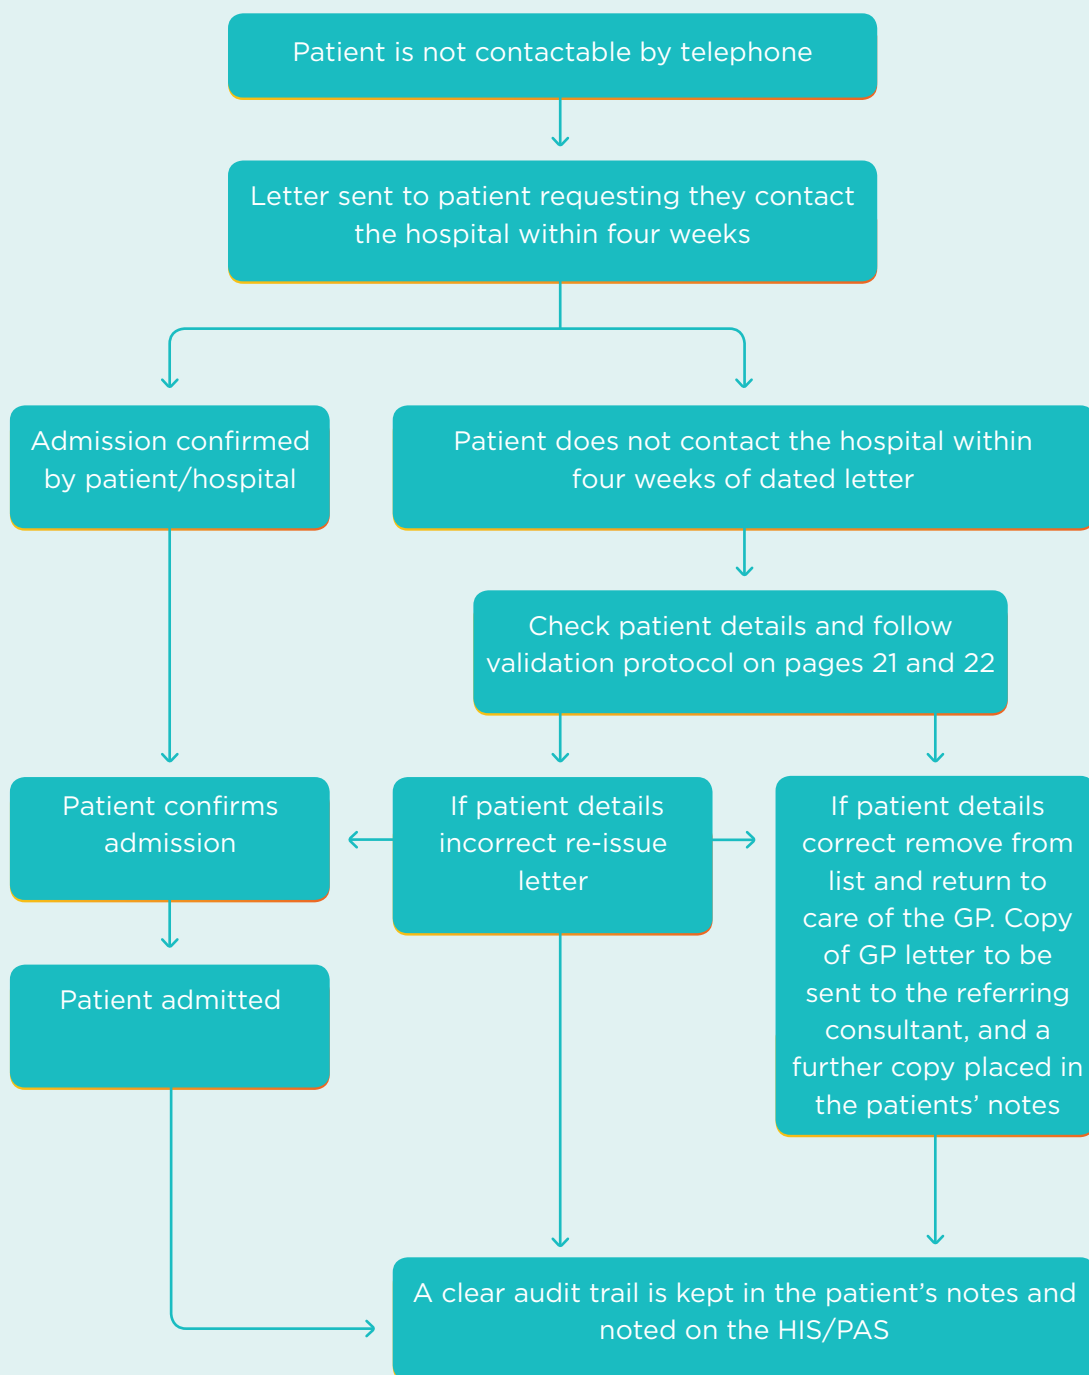 Patient is not contactable by telephone
Letter sent to patient requesting they contact
the hospital within four weeks
Admission confirmed
by patient/hospital
Patient does not contact the hospital within
four weeks of dated letter
Check patient details and follow
validation protocol on pages 21 and 22
Patient confirms
admission
If patient details
incorrect re-issue
letter
If patient details
correct remove from
list and return to
care of the GP. Copy
of GP letter to be
sent to the referring
consultant, and a
further copy placed in
the patients’ notes
Patient admitted
A clear audit trail is kept in the patient’s notes and
noted on the HIS/PAS